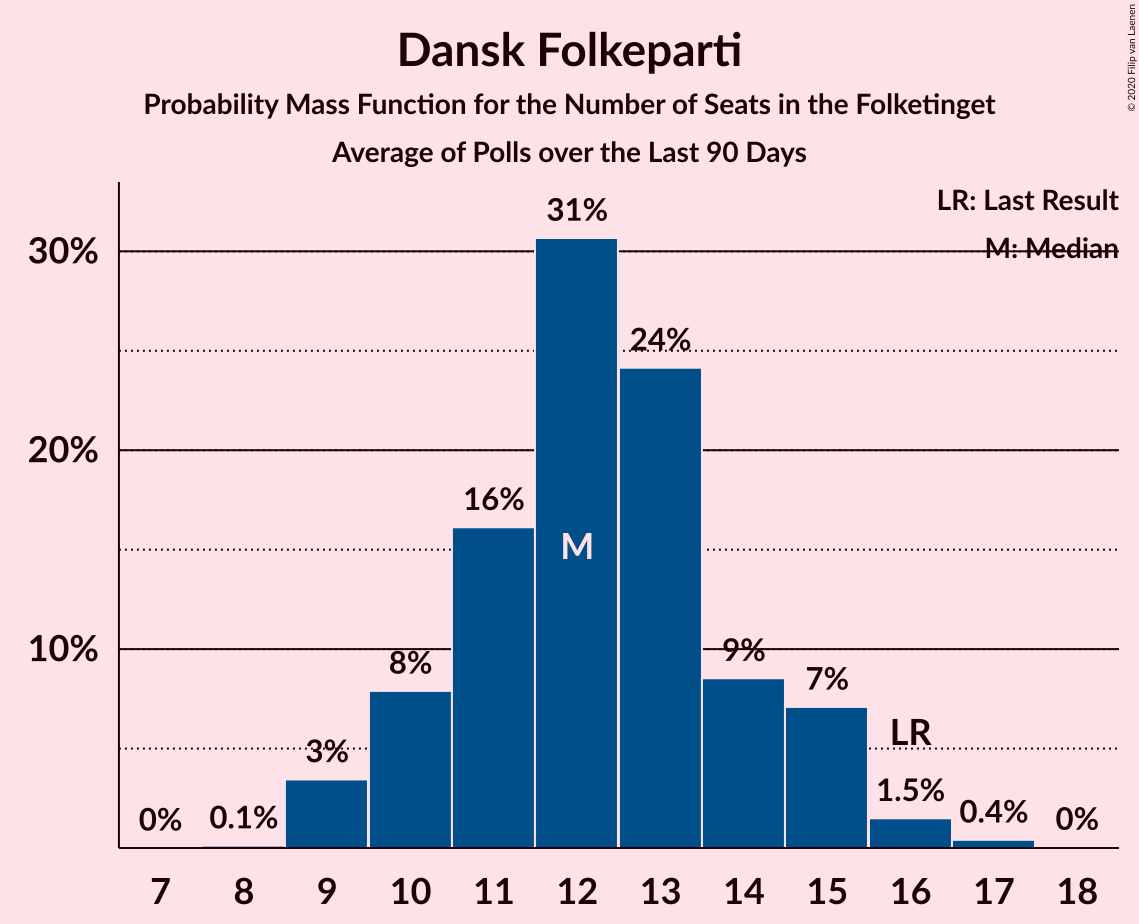 Dansk Folkeparti
Probability Mass Function for the Number of Seats in the Folketinget
Average of Polls over the Last 90 Days
© 2020 Filip van Laenen
LR: Last Result
M: Median
30%
20%
10%
0%
0.1%
3%
8%
16%
31%
M
24%
9%
7%
LR
1.5%
0.4%
0%
7 8 9 10 11 12 13 14 15 16 17 18